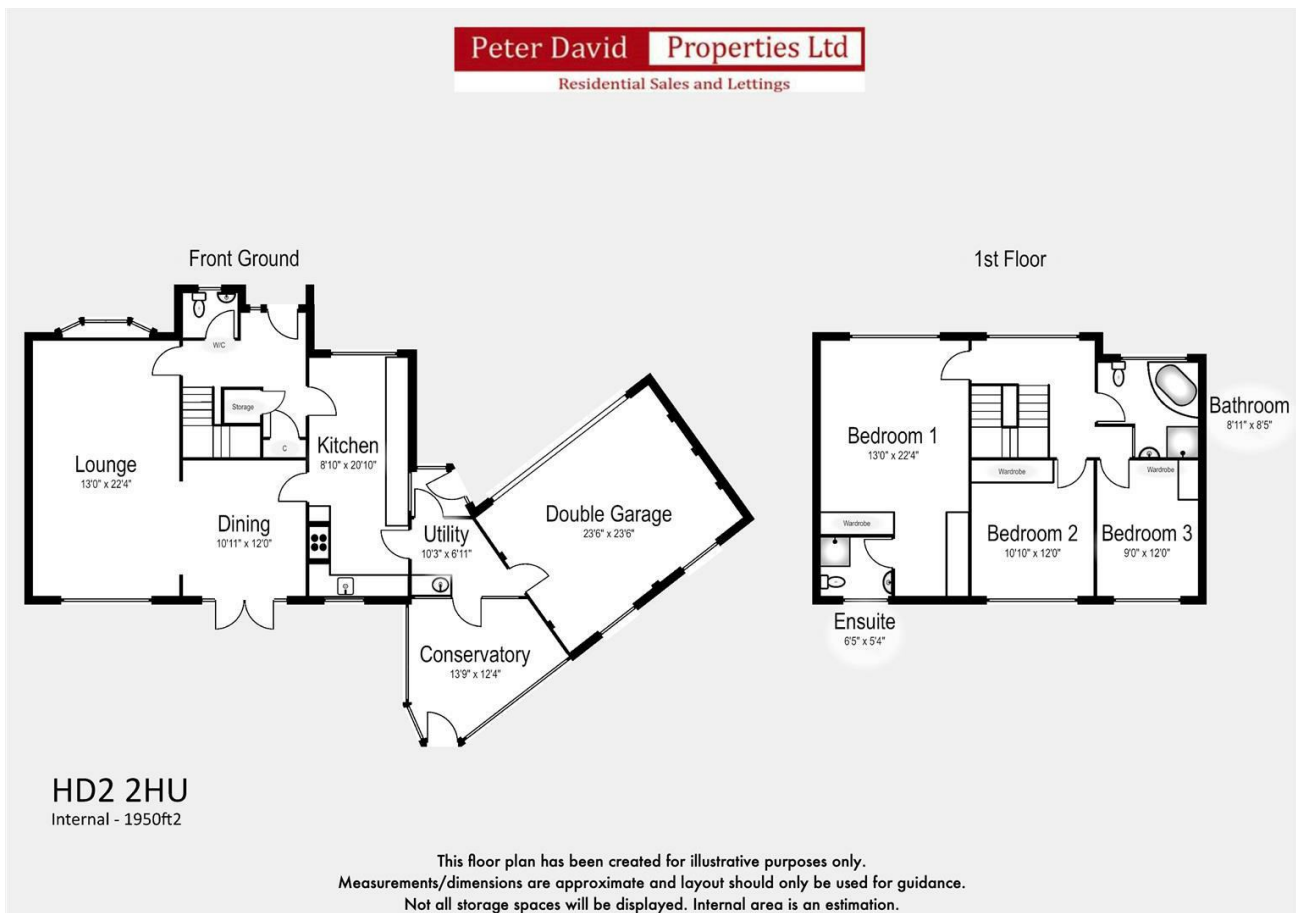 Peter David Properties Ltd
Residential Sales and Lettings
Front Ground
1st Floor
W/C
Storage
C
Kitchen
8'10" x 20'10"
Lounge
13'0" x 22'4"
Dining
10'11" x 12'0"
Utility
10'3" x 6'11"
Double Garage
23'6" x 23'6"
Conservatory
13'9" x 12'4"
Bedroom 1
13'0" x 22'4"
Wardrobe
Ensuite
6'5" x 5'4"
Wardrobe
Bedroom 2
10'10" x 12'0"
Wardrobe
Bedroom 3
9'0" x 12'0"
Bathroom
8'11" x 8'5"
HD2 2HU
Internal - 1950ft2
This floor plan has been created for illustrative purposes only.
Measurements/dimensions are approximate and layout should only be used for guidance.
Not all storage spaces will be displayed. Internal area is an estimation.